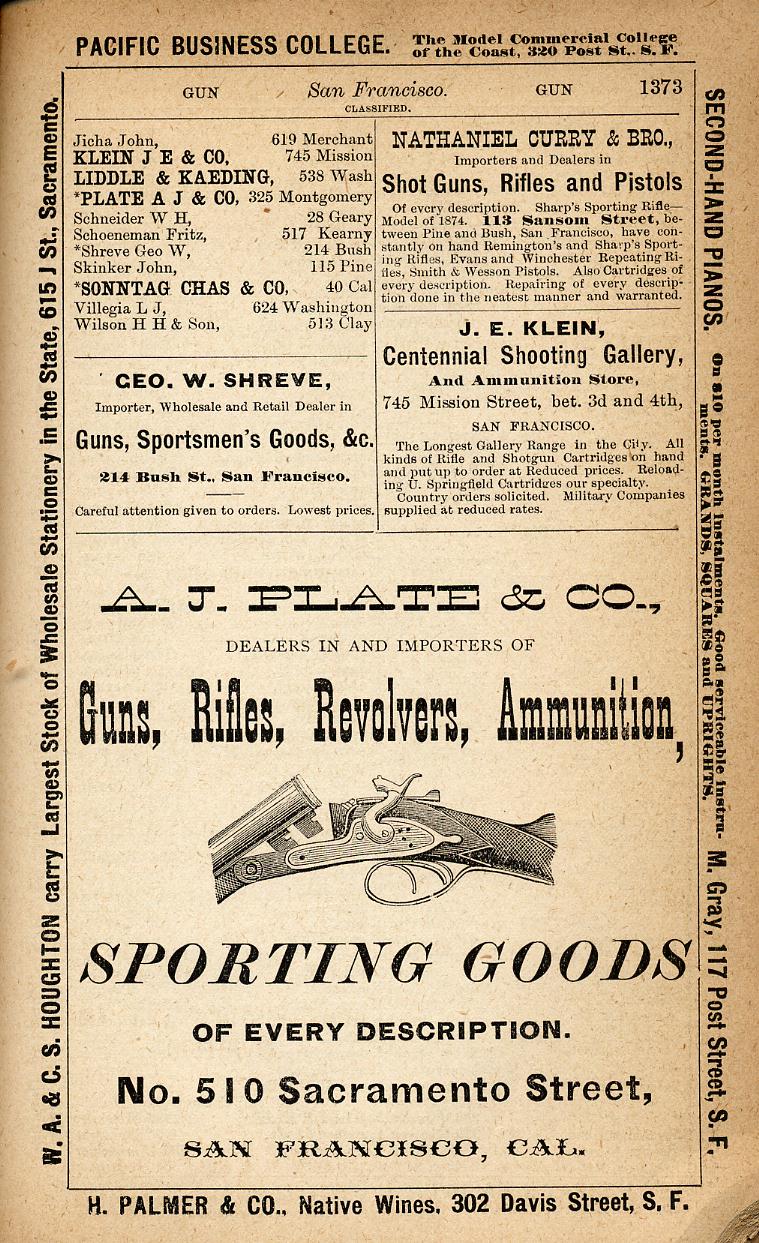 PACIFIC BUSINESS COLLEGE. The Model Commercial College of the Coast, 320 Post St., S. F.
GUN San Francisco. GUN 1373
CLASSIFIED.
Jicha John, 619 Merchant
KLEIN J E & CO, 745 Mission
LIDDLE & KAEDING, 538 Wash
*PLATE A J & CO, 325 Montgomery
Schneider W H, 28 Geary
Schoeneman Fritz, 517 Kearny
*Shreve Geo W, 214 Bush
Skinker John, 115 Pine
*SONNTAG CHAS & CO, 40 Cal
Villegia L J, 624 Washington
Wilson H H & Son, 513 Clay
GEO. W. SHREVE,
Importer, Wholesale and Retail Dealer in
Guns, Sportsmen's Goods, &c.
214 Bush St., San Francisco.
Careful attention given to orders. Lowest prices.
NATHANIEL CURRY & BRO.,
Importers and Dealers in
Shot Guns, Rifles and Pistols
Of every description. Sharp's Sporting Rifle—
Model of 1874. 113 Sansom Street, be-
tween Pine and Bush, San Francisco, have con-
stantly on hand Remington's and Sharp's Sport-
ing Rifles, Evans and Winchester Repeating Ri-
fles, Smith & Wesson Pistols. Also Cartridges of
every description. Repairing of every descrip-
tion done in the neatest manner and warranted.
J. E. KLEIN,
Centennial Shooting Gallery,
And Ammunition Store,
745 Mission Street, bet. 3d and 4th,
SAN FRANCISCO.
The Longest Gallery Range in the City. All
kinds of Rifle and Shotgun Cartridges on hand
and put up to order at Reduced prices. Reload-
ing U. Springfield Cartridges our specialty.
Country orders solicited. Military Companies
supplied at reduced rates.
A. J. PLATE & CO.,
DEALERS IN AND IMPORTERS OF
Guns, Rifles, Revolvers, Ammunition,
SPORTING GOODS
OF EVERY DESCRIPTION.
No. 510 Sacramento Street,
SAN FRANCISCO, CAL.
H. PALMER & CO., Native Wines, 302 Davis Street, S. F.
W. A. & C. S. HOUGHTON carry Largest Stock of Wholesale Stationery in the State, 615 J St., Sacramento.
SECOND-HAND PIANOS. On $10 per month instalments. Good serviceable instru-
ments. GRANDS, SQUARES and UPRIGHTS. M. Gray, 117 Post Street, S. F.